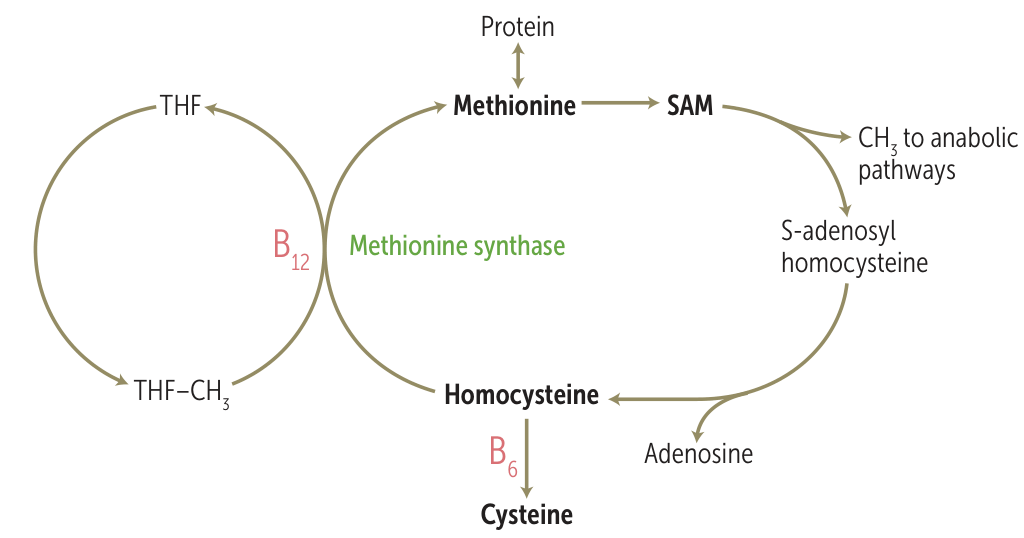 Protein
THF
Methionine
SAM
CH₃ to anabolic
pathways
B₁₂
Methionine synthase
S-adenosyl
homocysteine
THF–CH₃
Homocysteine
B₆
Adenosine
Cysteine